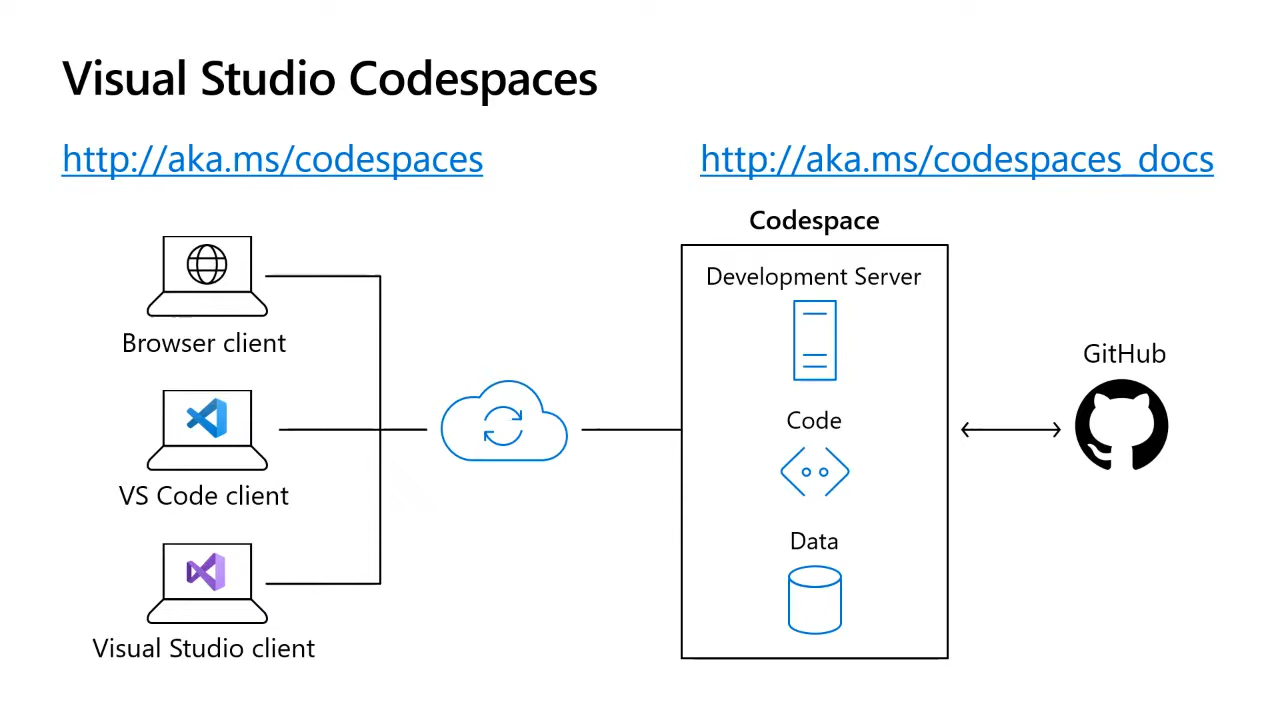 Visual Studio Codespaces
http://aka.ms/codespaces
http://aka.ms/codespaces_docs
Browser client
VS Code client
Visual Studio client
Codespace
Development Server
Code
Data
GitHub